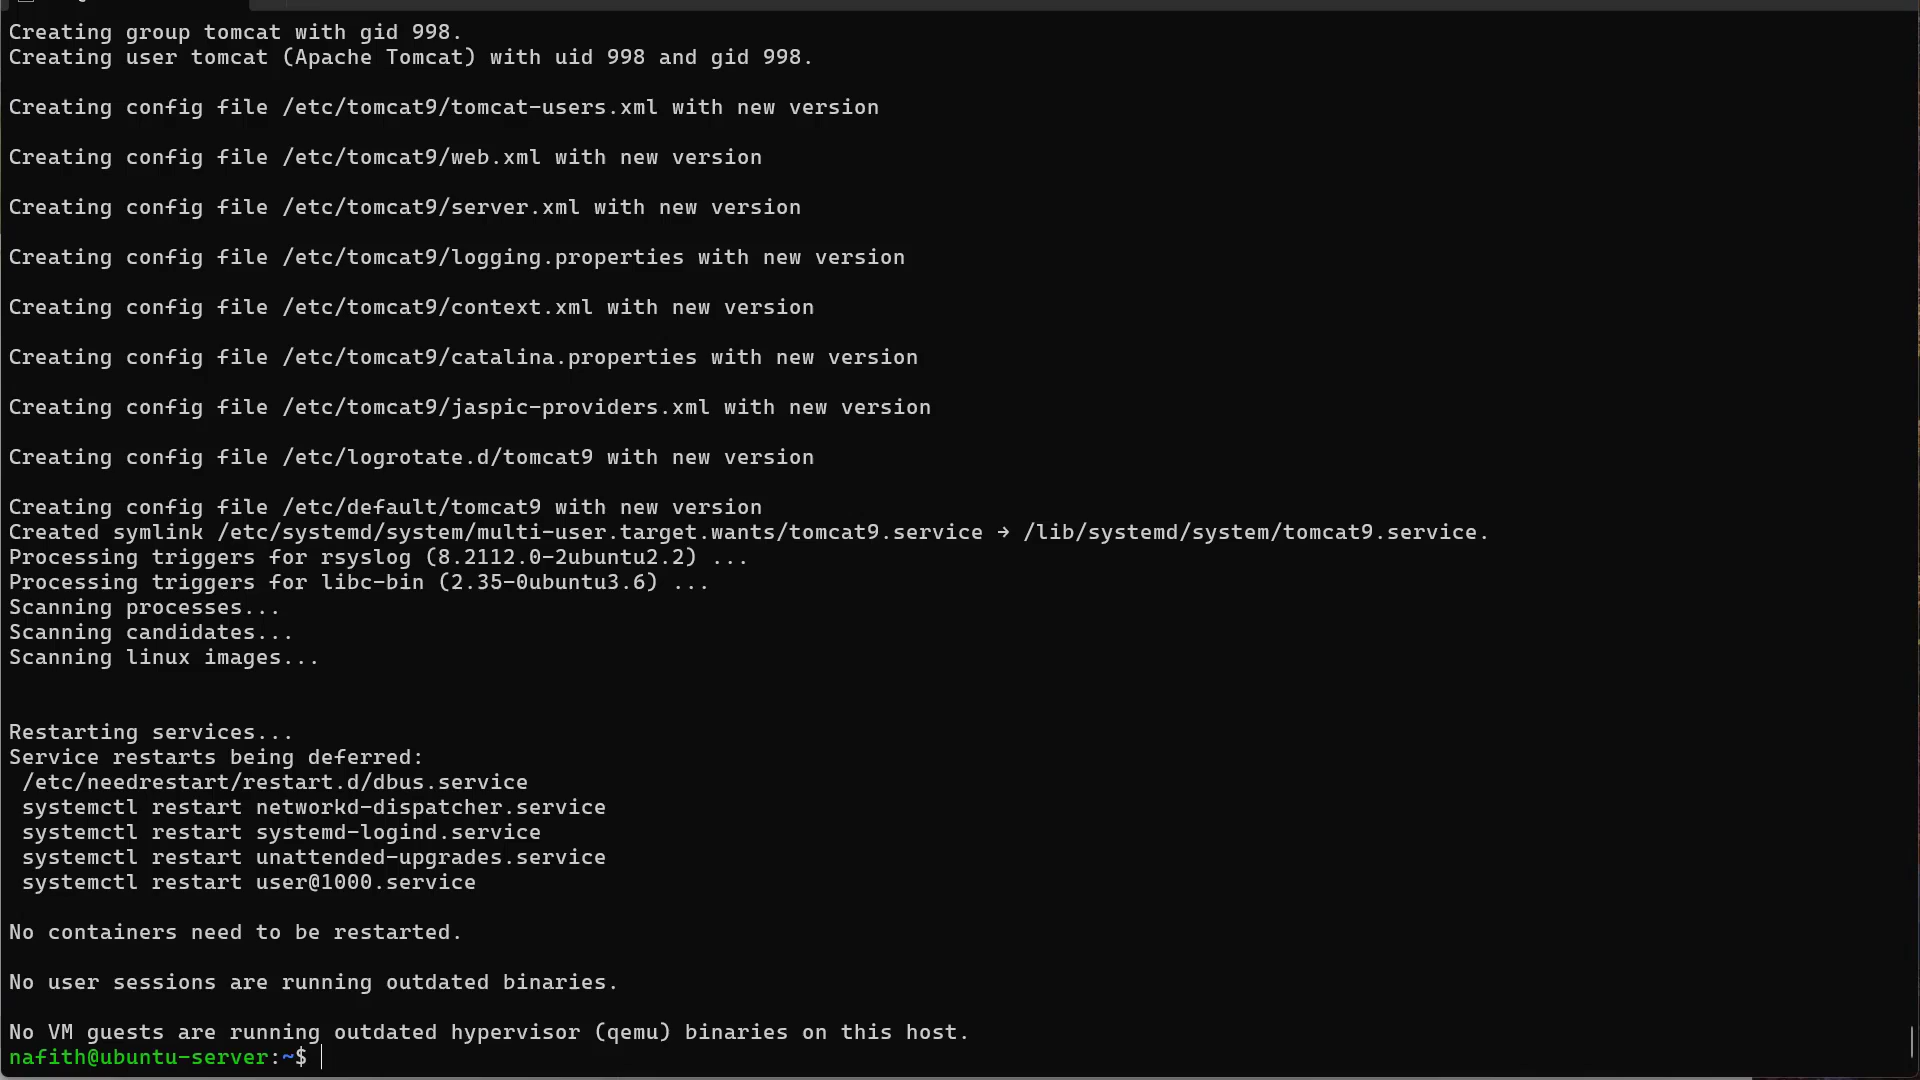 Creating group tomcat with gid 998.
Creating user tomcat (Apache Tomcat) with uid 998 and gid 998.
Creating config file /etc/tomcat9/tomcat-users.xml with new version
Creating config file /etc/tomcat9/web.xml with new version
Creating config file /etc/tomcat9/server.xml with new version
Creating config file /etc/tomcat9/logging.properties with new version
Creating config file /etc/tomcat9/context.xml with new version
Creating config file /etc/tomcat9/catalina.properties with new version
Creating config file /etc/tomcat9/jaspic-providers.xml with new version
Creating config file /etc/logrotate.d/tomcat9 with new version
Creating config file /etc/default/tomcat9 with new version
Created symlink /etc/systemd/system/multi-user.target.wants/tomcat9.service → /lib/systemd/system/tomcat9.service.
Processing triggers for rsyslog (8.2112.0-2ubuntu2.2) ...
Processing triggers for libc-bin (2.35-0ubuntu3.6) ...
Scanning processes...
Scanning candidates...
Scanning linux images...
Restarting services...
Service restarts being deferred:
/etc/needrestart/restart.d/dbus.service
systemctl restart networkd-dispatcher.service
systemctl restart systemd-logind.service
systemctl restart unattended-upgrades.service
systemctl restart user@1000.service
No containers need to be restarted.
No user sessions are running outdated binaries.
No VM guests are running outdated hypervisor (qemu) binaries on this host.
nafith@ubuntu-server:~$